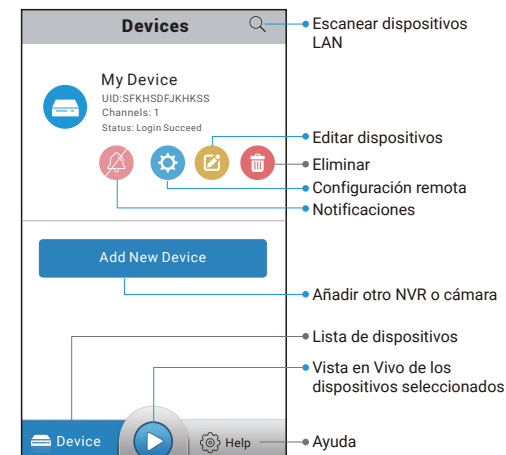 Devices
Escanear dispositivos
LAN
My Device
UID:SFKHSDFJKHKSS
Channels: 1
Status: Login Succeed
Editar dispositivos
Eliminar
Configuración remota
Notificaciones
Add New Device
Añadir otro NVR o cámara
Lista de dispositivos
Vista en Vivo de los
dispositivos seleccionados
Device
Help
Ayuda